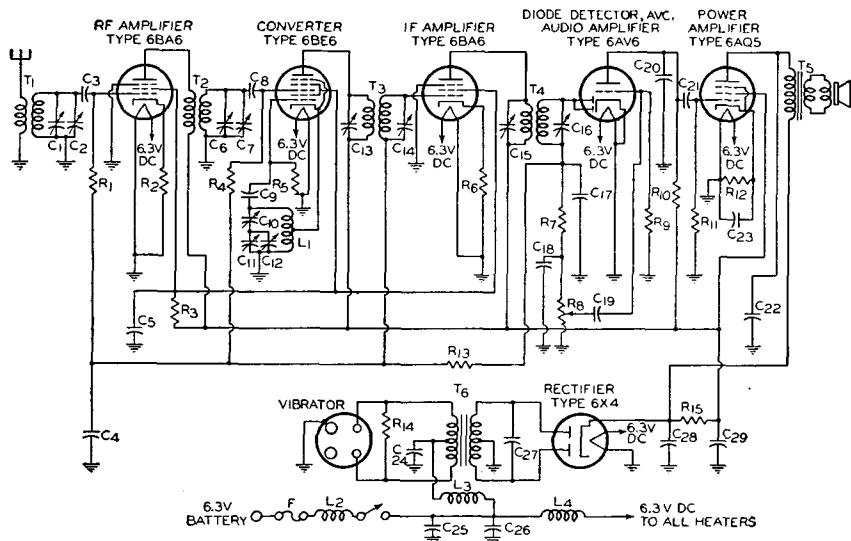 RF AMPLIFIER
TYPE 6BA6
CONVERTER
TYPE 6BE6
IF AMPLIFIER
TYPE 6BA6
DIODE DETECTOR, AVC,
AUDIO AMPLIFIER
TYPE 6AV6
POWER
AMPLIFIER
TYPE 6AQ5
T1
C3
T2
C8
T3
T4
C20
C21
T5
C1
C2
6.3V
DC
C6
C7
6.3V
DC
C13
C14
6.3V
DC
C15
C16
6.3V
DC
6.3V
DC
R1
R2
R4
R5
C9
C10
L1
C11
C12
R6
R7
C17
C18
R9
R10
R11
R12
C23
C5
R3
R8
C19
C22
R13
C4
VIBRATOR
R14
C24
T6
C27
RECTIFIER
TYPE 6X4
6.3V
DC
R15
C28
C29
L3
6.3V
BATTERY
F
L2
C25
C26
L4
6.3V DC
TO ALL HEATERS